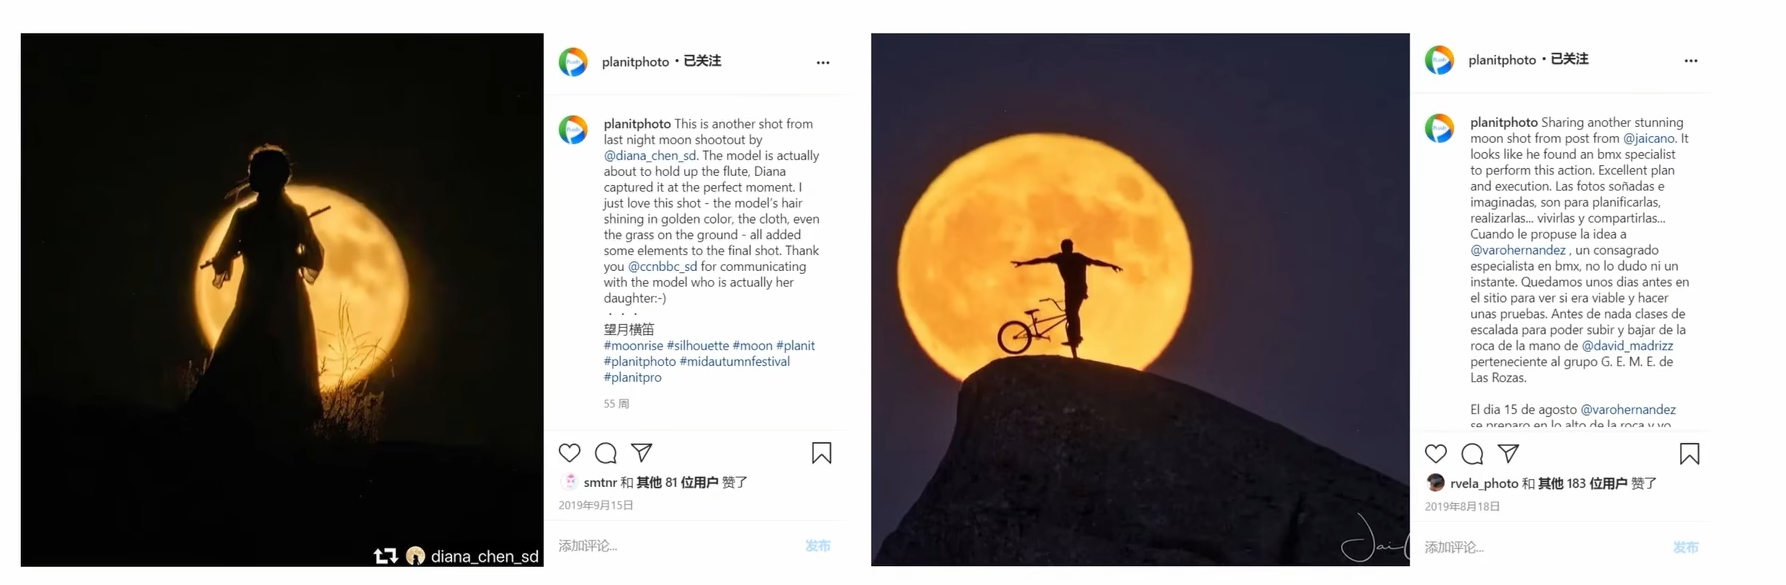 planitphoto • 已关注
planitphoto This is another shot from
last night moon shootout by
@diana_chen_sd. The model is actually
about to hold up the flute, Diana
captured it at the perfect moment. I
just love this shot - the model's hair
shining in golden color, the cloth, even
the grass on the ground - all added
some elements to the final shot. Thank
you @ccnbbc_sd for communicating
with the model who is actually her
daughter:-)
. . .
望月横笛
#moonrise #silhouette #moon #planit
#planitphoto #midautumnfestival
#planitpro
55 周
smtnr 和 其他 81 位用户 赞了
2019年9月15日
添加评论... 发布
diana_chen_sd
planitphoto • 已关注
planitphoto Sharing another stunning
moon shot from post from @jaicano. It
looks like he found an bmx specialist
to perform this action. Excellent plan
and execution. Las fotos soñadas e
imaginadas, son para planificarlas,
realizarlas... vivirlas y compartirlas...
Cuando le propuse la idea a
@varohernandez , un consagrado
especialista en bmx, no lo dudo ni un
instante. Quedamos unos dias antes en
el sitio para ver si era viable y hacer
unas pruebas. Antes de nada clases de
escalada para poder subir y bajar de la
roca de la mano de @david_madrizz
perteneciente al grupo G. E. M. E. de
Las Rozas.
El dia 15 de agosto @varohernandez
se preparo en lo alto de la roca y yo
rvela_photo 和 其他 183 位用户 赞了
2019年8月18日
添加评论... 发布